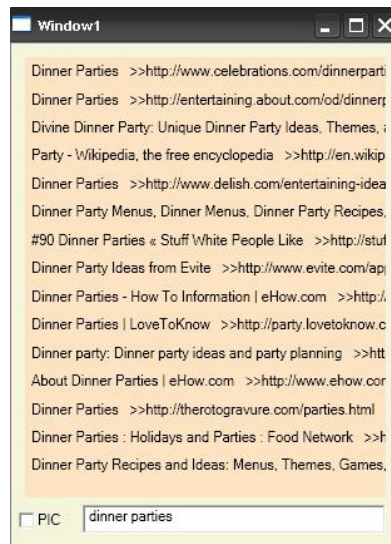 Window1
Dinner Parties >>http://www.celebrations.com/dinnerparti
Dinner Parties >>http://entertaining.about.com/od/dinnerp
Divine Dinner Party: Unique Dinner Party Ideas, Themes, a
Party - Wikipedia, the free encyclopedia >>http://en.wikip
Dinner Parties >>http://www.delish.com/entertaining-idea
Dinner Party Menus, Dinner Menus, Dinner Party Recipes,
#90 Dinner Parties « Stuff White People Like >>http://stuf
Dinner Party Ideas from Evite >>http://www.evite.com/app
Dinner Parties - How To Information | eHow.com >>http:/
Dinner Parties | LoveToKnow >>http://party.lovetoknow.c
Dinner party: Dinner party ideas and party planning >>htt
About Dinner Parties | eHow.com >>http://www.ehow.com
Dinner Parties >>http://therotogravure.com/parties.html
Dinner Parties : Holidays and Parties : Food Network >>h
Dinner Party Recipes and Ideas: Menus, Themes, Games,
PIC dinner parties